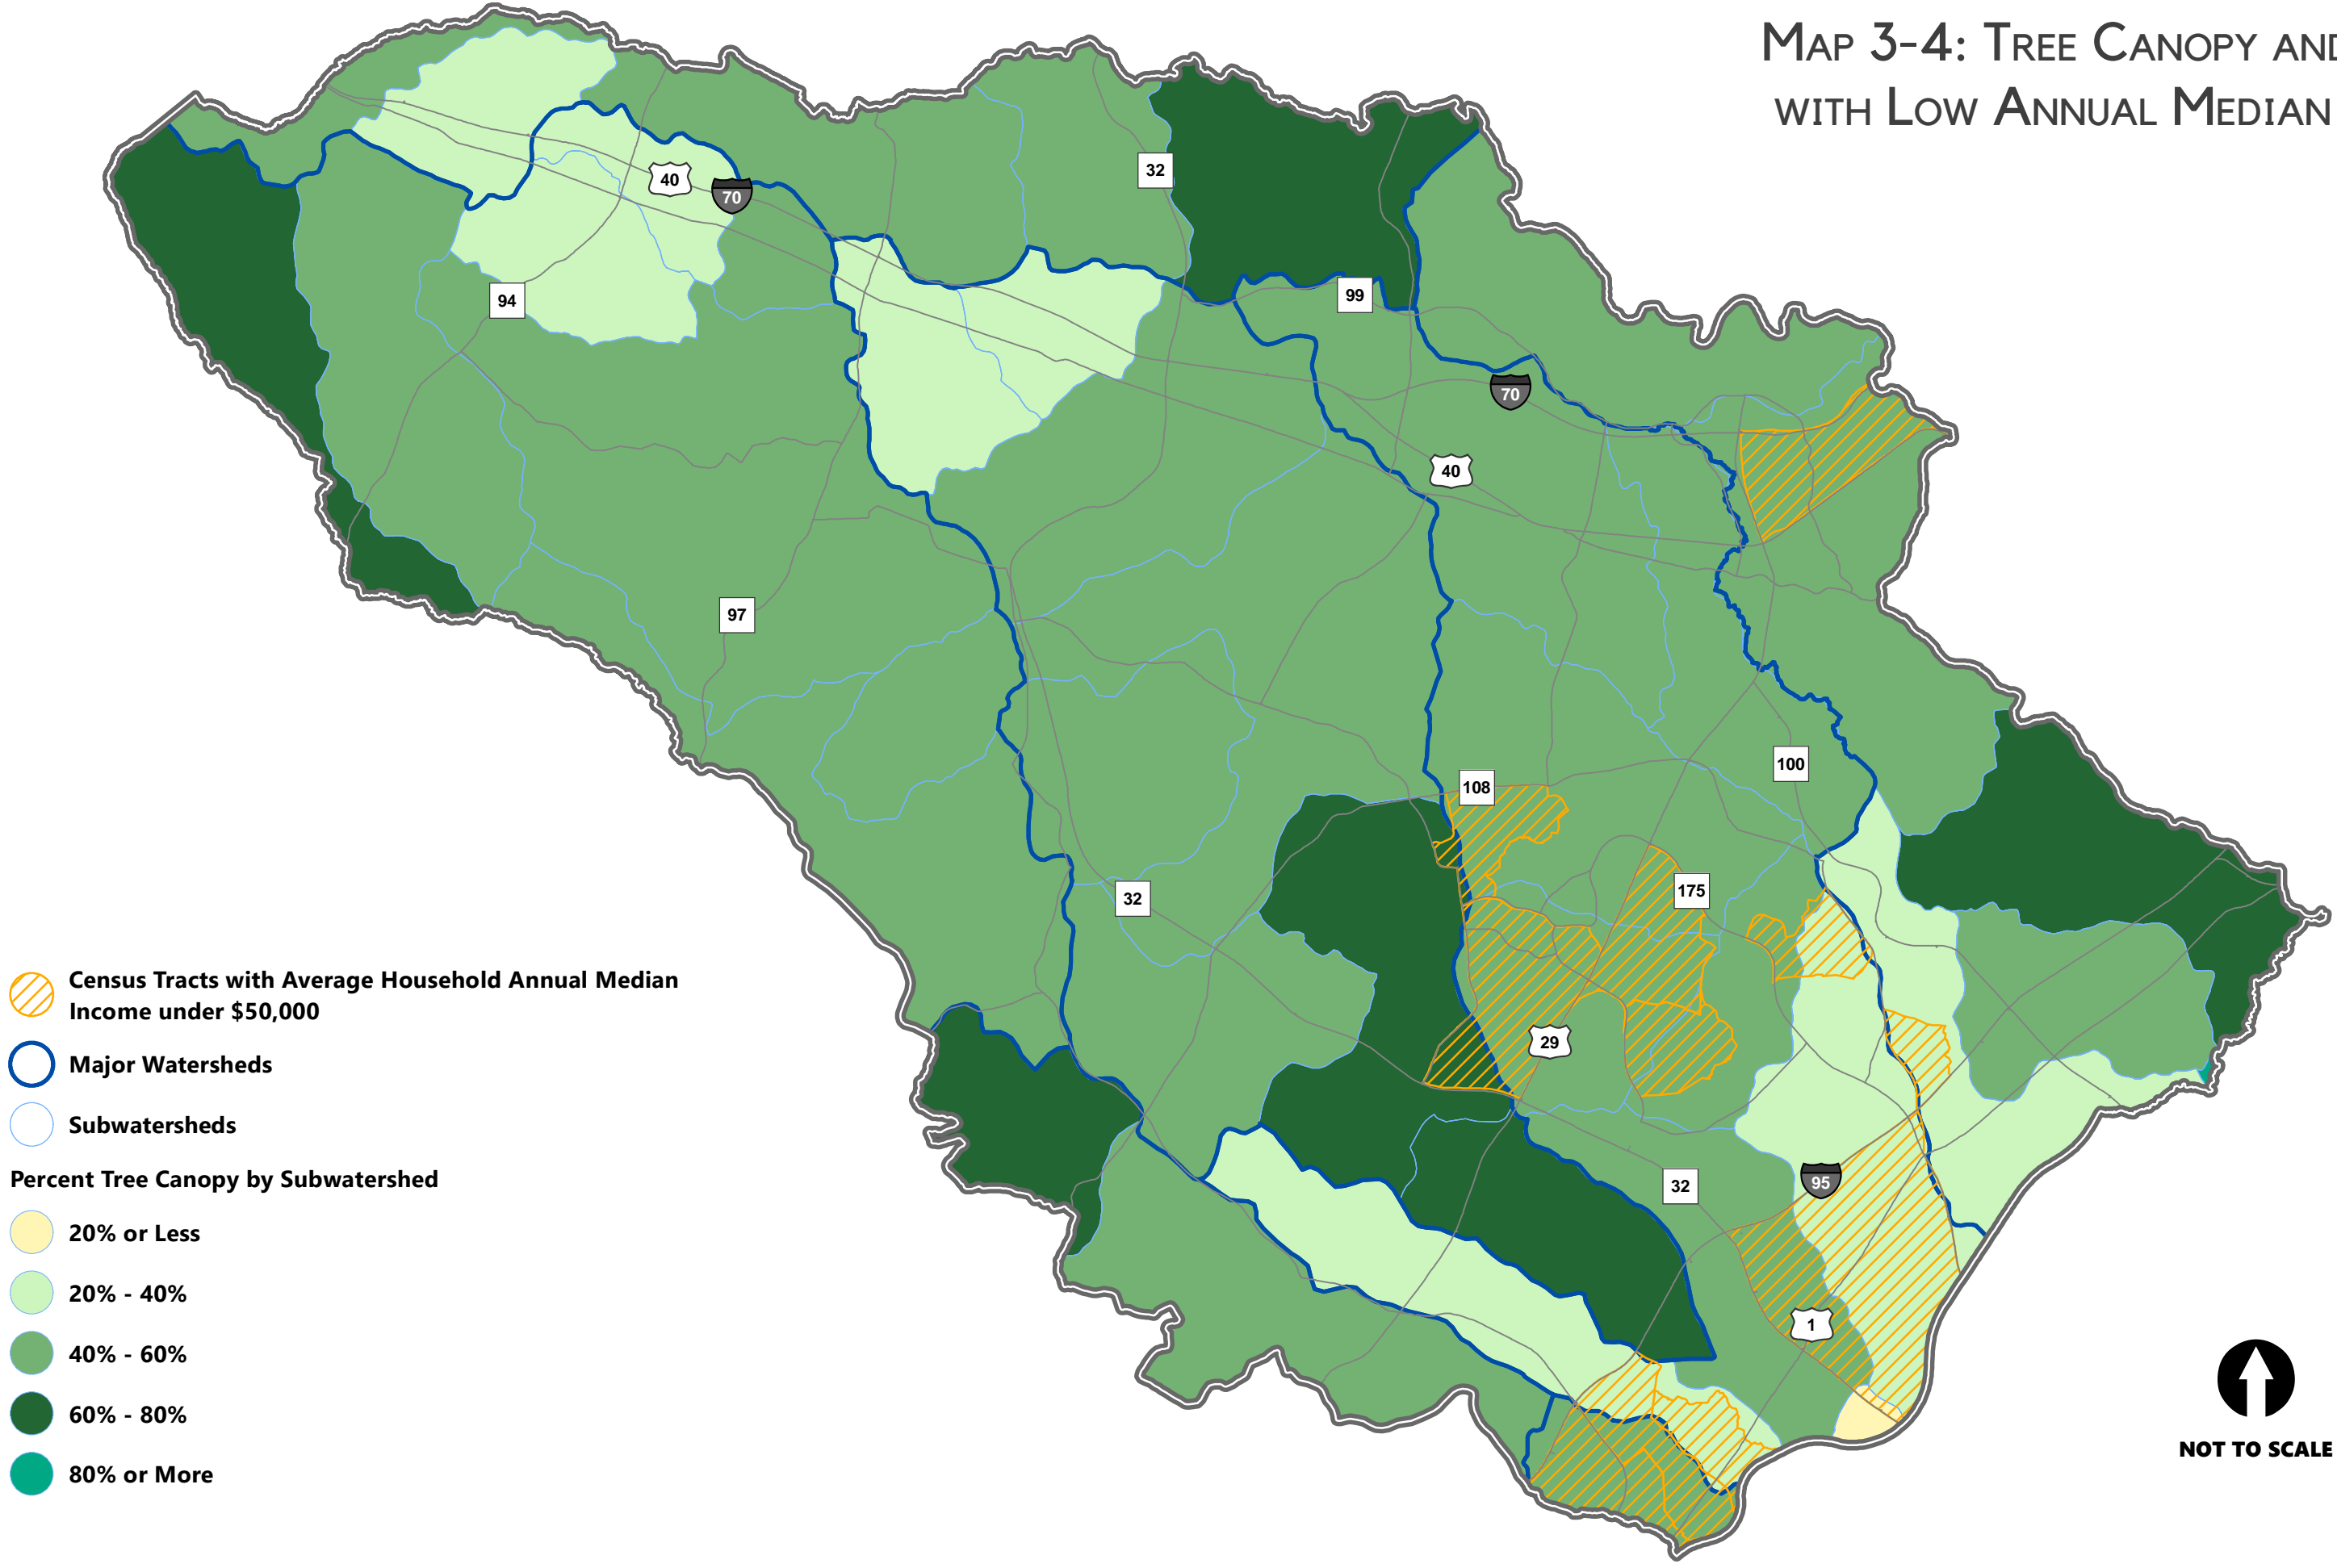 MAP 3-4: TREE CANOPY AND
WITH LOW ANNUAL MEDIAN
32
40
70
94
99
70
40
97
100
108
175
32
29
32
95
1
Census Tracts with Average Household Annual Median
Income under $50,000
Major Watersheds
Subwatersheds
Percent Tree Canopy by Subwatershed
20% or Less
20% - 40%
40% - 60%
60% - 80%
80% or More
NOT TO SCALE